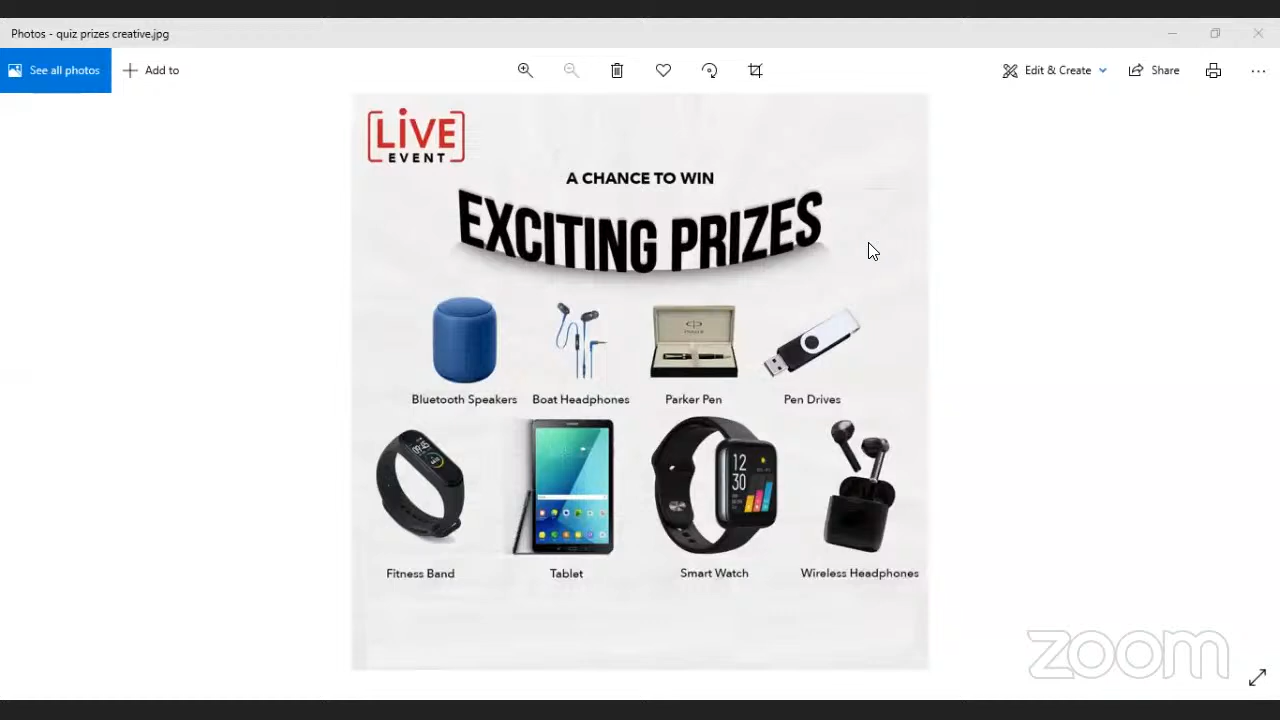 Photos - quiz prizes creative.jpg
See all photos
Add to
Edit & Create
Share
LiVE
EVENT
A CHANCE TO WIN
EXCITING PRIZES
Bluetooth Speakers
Boat Headphones
Parker Pen
Pen Drives
09:45
12
30
Fitness Band
Tablet
Smart Watch
Wireless Headphones
zoom